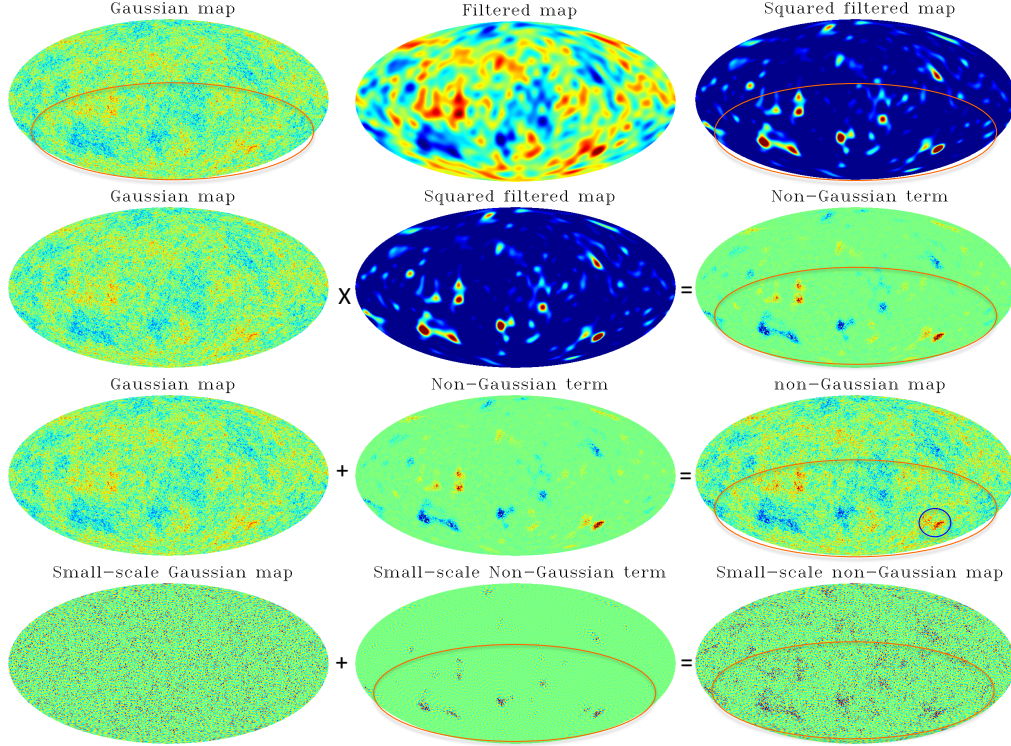 Gaussian map
Filtered map
Squared filtered map
Gaussian map
Squared filtered map
Non-Gaussian term
X
=
Gaussian map
Non-Gaussian term
non-Gaussian map
+
=
Small-scale Gaussian map
Small-scale Non-Gaussian term
Small-scale non-Gaussian map
+
=